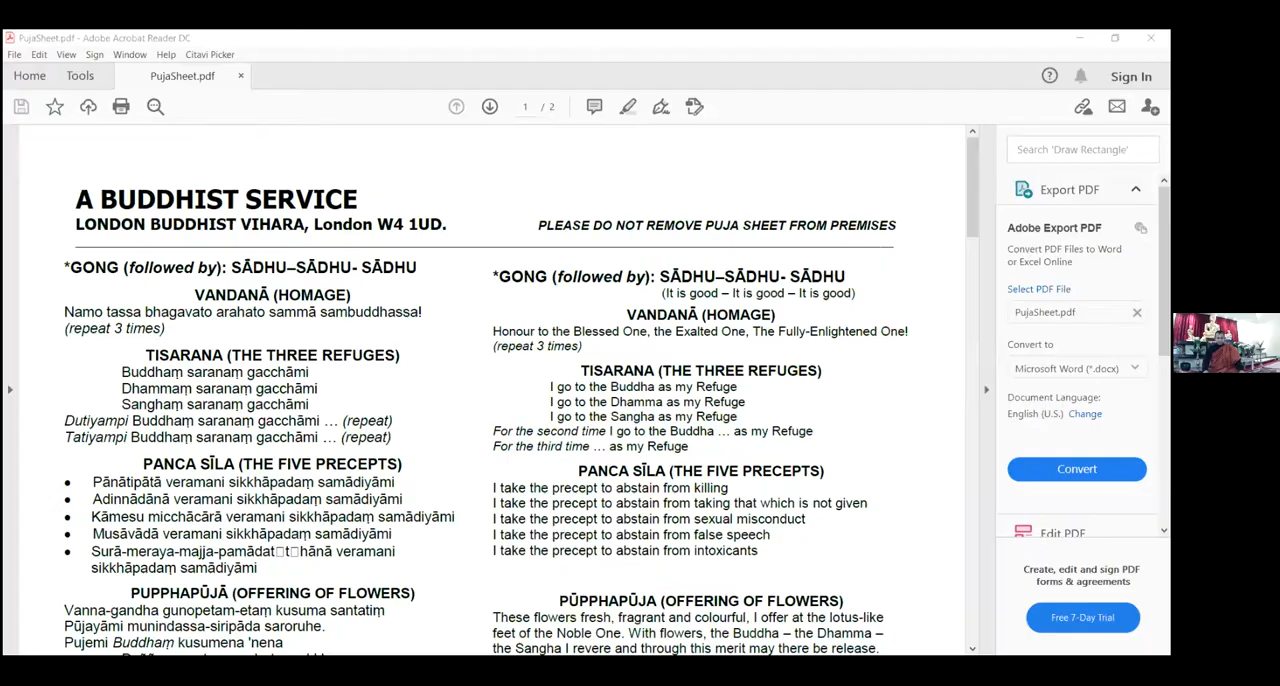 PujaSheet.pdf - Adobe Acrobat Reader DC
File Edit View Sign Window Help Citavi Picker
Home Tools PujaSheet.pdf × Sign In
1 / 2
A BUDDHIST SERVICE
LONDON BUDDHIST VIHARA, London W4 1UD. PLEASE DO NOT REMOVE PUJA SHEET FROM PREMISES
*GONG (followed by): SĀDHU–SĀDHU- SĀDHU
VANDANĀ (HOMAGE)
Namo tassa bhagavato arahato sammā sambuddhassa!
(repeat 3 times)
TISARANA (THE THREE REFUGES)
Buddhaṃ saranaṃ gacchāmi
Dhammaṃ saranaṃ gacchāmi
Sanghaṃ saranaṃ gacchāmi
Dutiyampi Buddhaṃ saranaṃ gacchāmi … (repeat)
Tatiyampi Buddhaṃ saranaṃ gacchāmi … (repeat)
PANCA SĪLA (THE FIVE PRECEPTS)
• Pānātipātā veramani sikkhāpadaṃ samādiyāmi
• Adinnādānā veramani sikkhāpadaṃ samādiyāmi
• Kāmesu micchācārā veramani sikkhāpadaṃ samādiyāmi
• Musāvādā veramani sikkhāpadaṃ samādiyāmi
• Surā-meraya-majja-pamādat□t□hānā veramani
sikkhāpadaṃ samādiyāmi
PUPPHAPŪJĀ (OFFERING OF FLOWERS)
Vanna-gandha gunopetam-etaṃ kusuma santatiṃ
Pūjayāmi munindassa-siripāda saroruhe.
Pujemi Buddhaṃ kusumena 'nena
*GONG (followed by): SĀDHU–SĀDHU- SĀDHU
(It is good – It is good – It is good)
VANDANĀ (HOMAGE)
Honour to the Blessed One, the Exalted One, The Fully-Enlightened One!
(repeat 3 times)
TISARANA (THE THREE REFUGES)
I go to the Buddha as my Refuge
I go to the Dhamma as my Refuge
I go to the Sangha as my Refuge
For the second time I go to the Buddha … as my Refuge
For the third time … as my Refuge
PANCA SĪLA (THE FIVE PRECEPTS)
I take the precept to abstain from killing
I take the precept to abstain from taking that which is not given
I take the precept to abstain from sexual misconduct
I take the precept to abstain from false speech
I take the precept to abstain from intoxicants
PŪPPHAPŪJA (OFFERING OF FLOWERS)
These flowers fresh, fragrant and colourful, I offer at the lotus-like
feet of the Noble One. With flowers, the Buddha – the Dhamma –
the Sangha I revere and through this merit may there be release.
Search 'Draw Rectangle'
Export PDF
Adobe Export PDF
Convert PDF Files to Word
or Excel Online
Select PDF File
PujaSheet.pdf
Convert to
Microsoft Word (*.docx)
Document Language:
English (U.S.) Change
Convert
Edit PDF
Create, edit and sign PDF
forms & agreements
Free 7-Day Trial